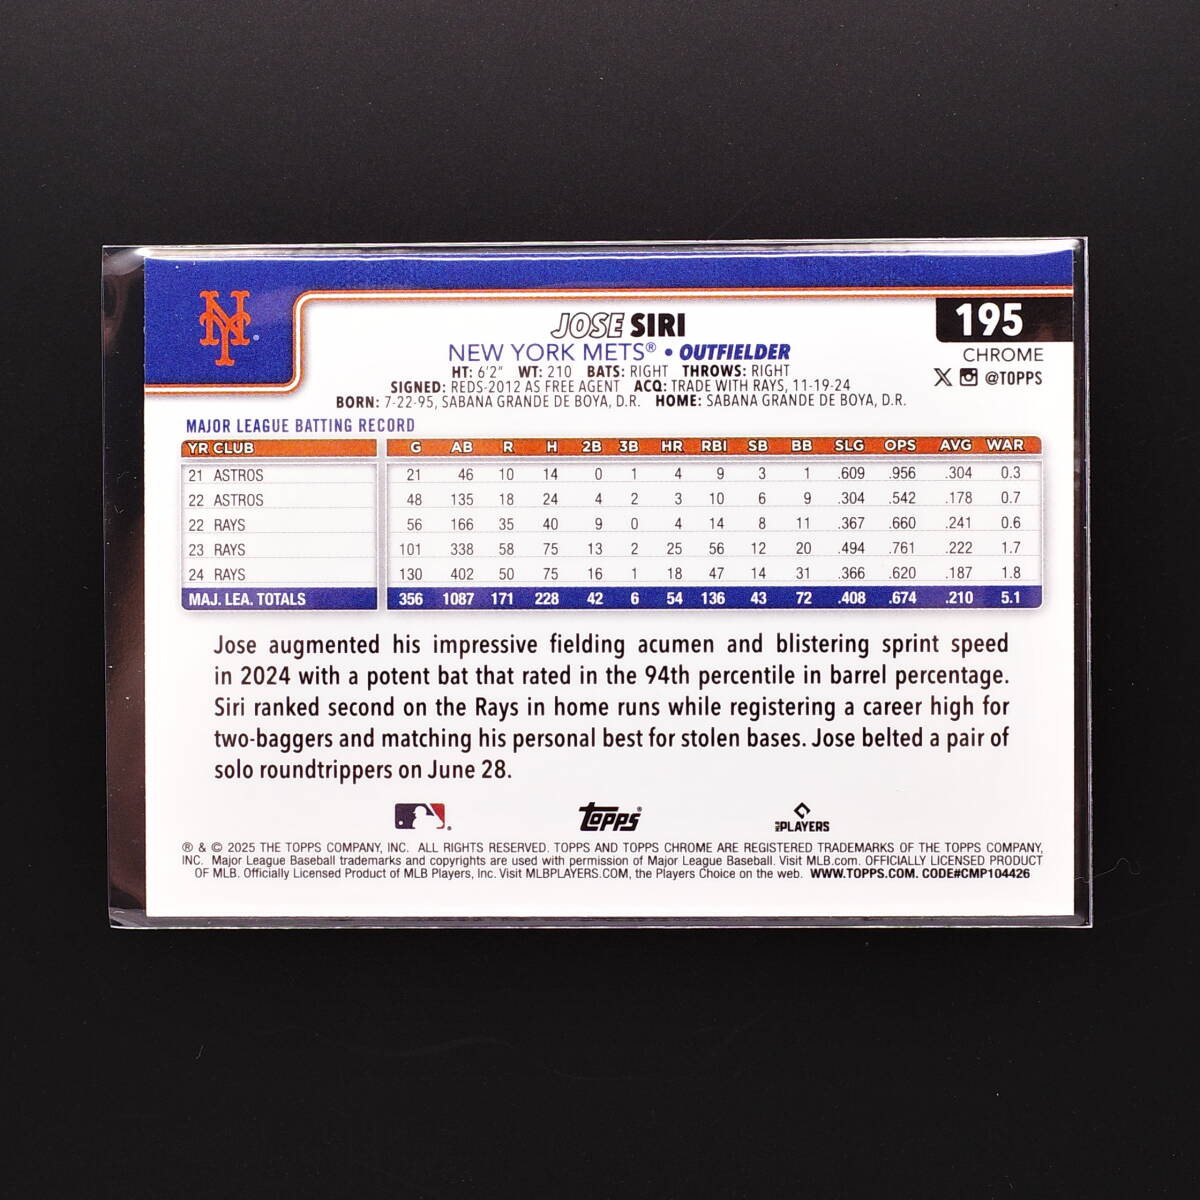 NY
195
JOSE SIRI
NEW YORK METS® • OUTFIELDER
CHROME
HT: 6'2" WT: 210 BATS: RIGHT THROWS: RIGHT
@TOPPS
SIGNED: REDS-2012 AS FREE AGENT ACQ: TRADE WITH RAYS, 11-19-24
BORN: 7-22-95, SABANA GRANDE DE BOYA, D.R. HOME: SABANA GRANDE DE BOYA, D.R.
MAJOR LEAGUE BATTING RECORD
YR CLUB G AB R H 2B 3B HR RBI SB BB SLG OPS AVG WAR
21 ASTROS 21 46 10 14 0 1 4 9 3 1 .609 .956 .304 0.3
22 ASTROS 48 135 18 24 4 2 3 10 6 9 .304 .542 .178 0.7
22 RAYS 56 166 35 40 9 0 4 14 8 11 .367 .660 .241 0.6
23 RAYS 101 338 58 75 13 2 25 56 12 20 .494 .761 .222 1.7
24 RAYS 130 402 50 75 16 1 18 47 14 31 .366 .620 .187 1.8
MAJ. LEA. TOTALS 356 1087 171 228 42 6 54 136 43 72 .408 .674 .210 5.1
Jose augmented his impressive fielding acumen and blistering sprint speed
in 2024 with a potent bat that rated in the 94th percentile in barrel percentage.
Siri ranked second on the Rays in home runs while registering a career high for
two-baggers and matching his personal best for stolen bases. Jose belted a pair of
solo roundtrippers on June 28.
topps®
MLB PLAYERS
® & © 2025 THE TOPPS COMPANY, INC. ALL RIGHTS RESERVED. TOPPS AND TOPPS CHROME ARE REGISTERED TRADEMARKS OF THE TOPPS COMPANY,
INC. Major League Baseball trademarks and copyrights are used with permission of Major League Baseball. Visit MLB.com. OFFICIALLY LICENSED PRODUCT
OF MLB. Officially Licensed Product of MLB Players, Inc. Visit MLBPLAYERS.COM, the Players Choice on the web. WWW.TOPPS.COM. CODE#CMP104426